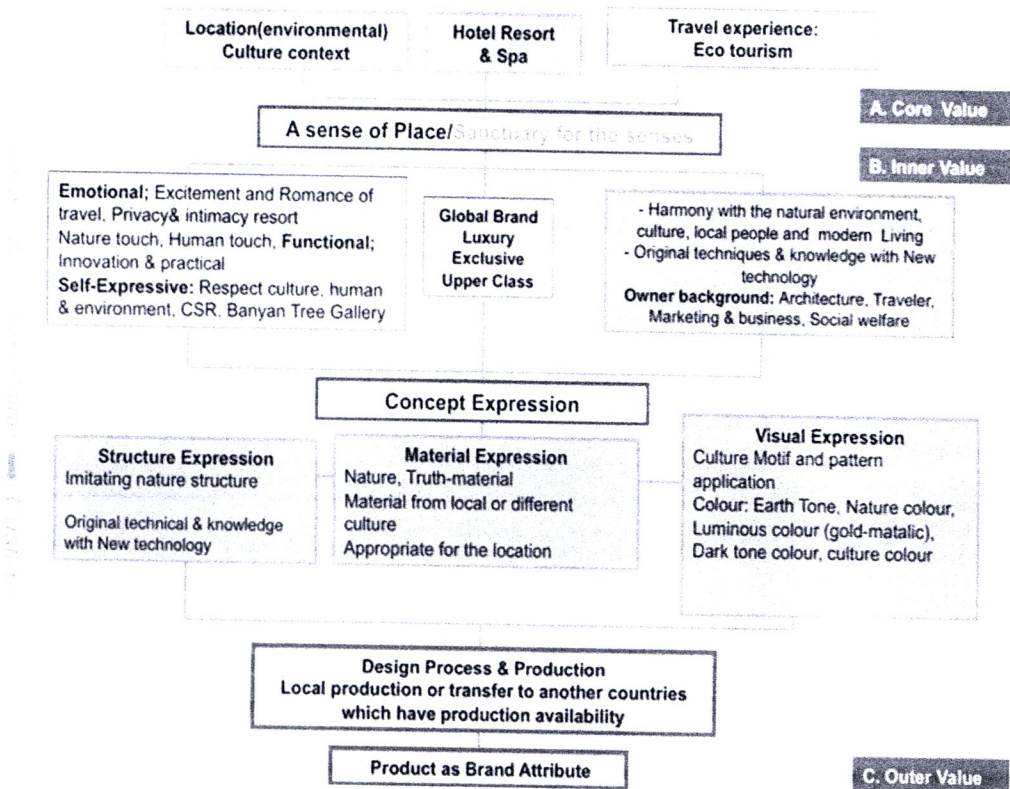 Location(environmental)
Culture context
Hotel Resort
& Spa
Travel experience:
Eco tourism
A. Core Value
A sense of Place/Sanctuary for the senses
B. Inner Value
Emotional; Excitement and Romance of
travel, Privacy& intimacy resort
Nature touch, Human touch, Functional;
Innovation & practical
Self-Expressive: Respect culture, human
& environment, CSR, Banyan Tree Gallery
Global Brand
Luxury
Exclusive
Upper Class
- Harmony with the natural environment,
culture, local people and modern Living
- Original techniques & knowledge with New
technology
Owner background: Architecture, Traveler,
Marketing & business, Social welfare
Concept Expression
Structure Expression
Imitating nature structure
Original technical & knowledge
with New technology
Material Expression
Nature, Truth-material
Material from local or different
culture
Appropriate for the location
Visual Expression
Culture Motif and pattern
application
Colour: Earth Tone, Nature colour,
Luminous colour (gold-matalic),
Dark tone colour, culture colour
Design Process & Production
Local production or transfer to another countries
which have production availability
Product as Brand Attribute
C. Outer Value